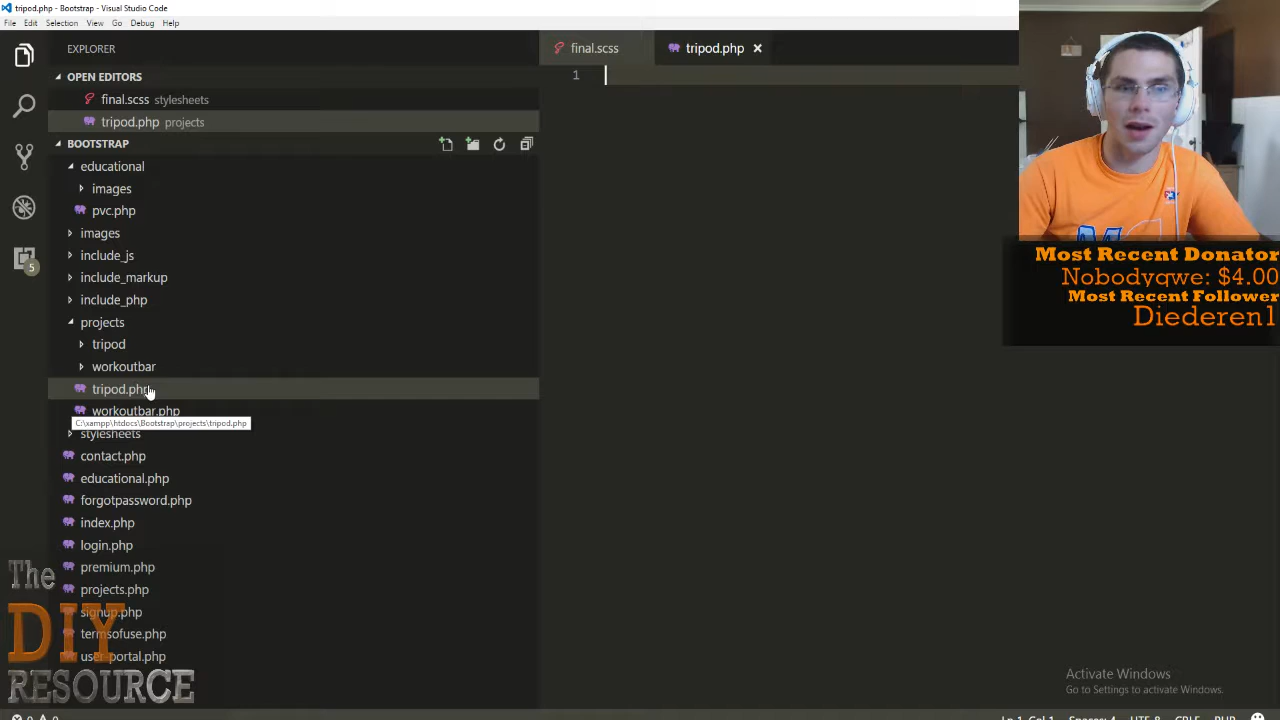 tripod.php - Bootstrap - Visual Studio Code
File Edit Selection View Go Debug Help
EXPLORER
OPEN EDITORS
final.scss stylesheets
tripod.php projects
BOOTSTRAP
educational
images
pvc.php
images
include_js
include_markup
include_php
projects
tripod
workoutbar
tripod.php
workoutbar.php
C:\xampp\htdocs\Bootstrap\projects\tripod.php
stylesheets
contact.php
educational.php
forgotpassword.php
index.php
login.php
premium.php
projects.php
signup.php
termsofuse.php
user-portal.php
5
The
DIY
RESOURCE
final.scss
tripod.php
1
Most Recent Donator
Nobodyqwe: $4.00
Most Recent Follower
Diederen1
Activate Windows
Go to Settings to activate Windows.
0 0
Ln 1, Col 1 Spaces: 4 UTF-8 CRLF PHP